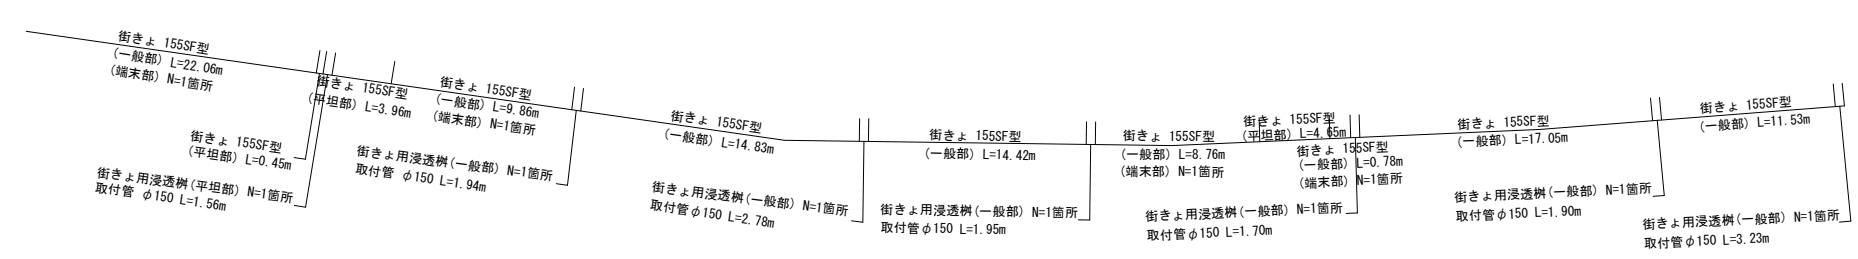 街きょ 155SF型
(一般部) L=22.06m
(端末部) N=1箇所
街きょ 155SF型
(平坦部) L=0.45m
街きょ用浸透桝(平坦部) N=1箇所
取付管 φ150 L=1.56m
街きょ 155SF型
(平坦部) L=3.96m
街きょ 155SF型
(一般部) L=9.86m
(端末部) N=1箇所
街きょ用浸透桝(一般部) N=1箇所
取付管 φ150 L=1.94m
街きょ 155SF型
(一般部) L=14.83m
街きょ用浸透桝(一般部) N=1箇所
取付管φ150 L=2.78m
街きょ 155SF型
(一般部) L=14.42m
街きょ用浸透桝(一般部) N=1箇所
取付管φ150 L=1.95m
街きょ 155SF型
(一般部) L=8.76m
(端末部) N=1箇所
街きょ 155SF型
(平坦部) L=4.65m
街きょ 155SF型
(一般部) L=0.78m
(端末部) N=1箇所
街きょ用浸透桝(一般部) N=1箇所
取付管φ150 L=1.70m
街きょ 155SF型
(一般部) L=17.05m
街きょ用浸透桝(一般部) N=1箇所
取付管φ150 L=1.90m
街きょ 155SF型
(一般部) L=11.53m
街きょ用浸透桝(一般部) N=1箇所
取付管φ150 L=3.23m